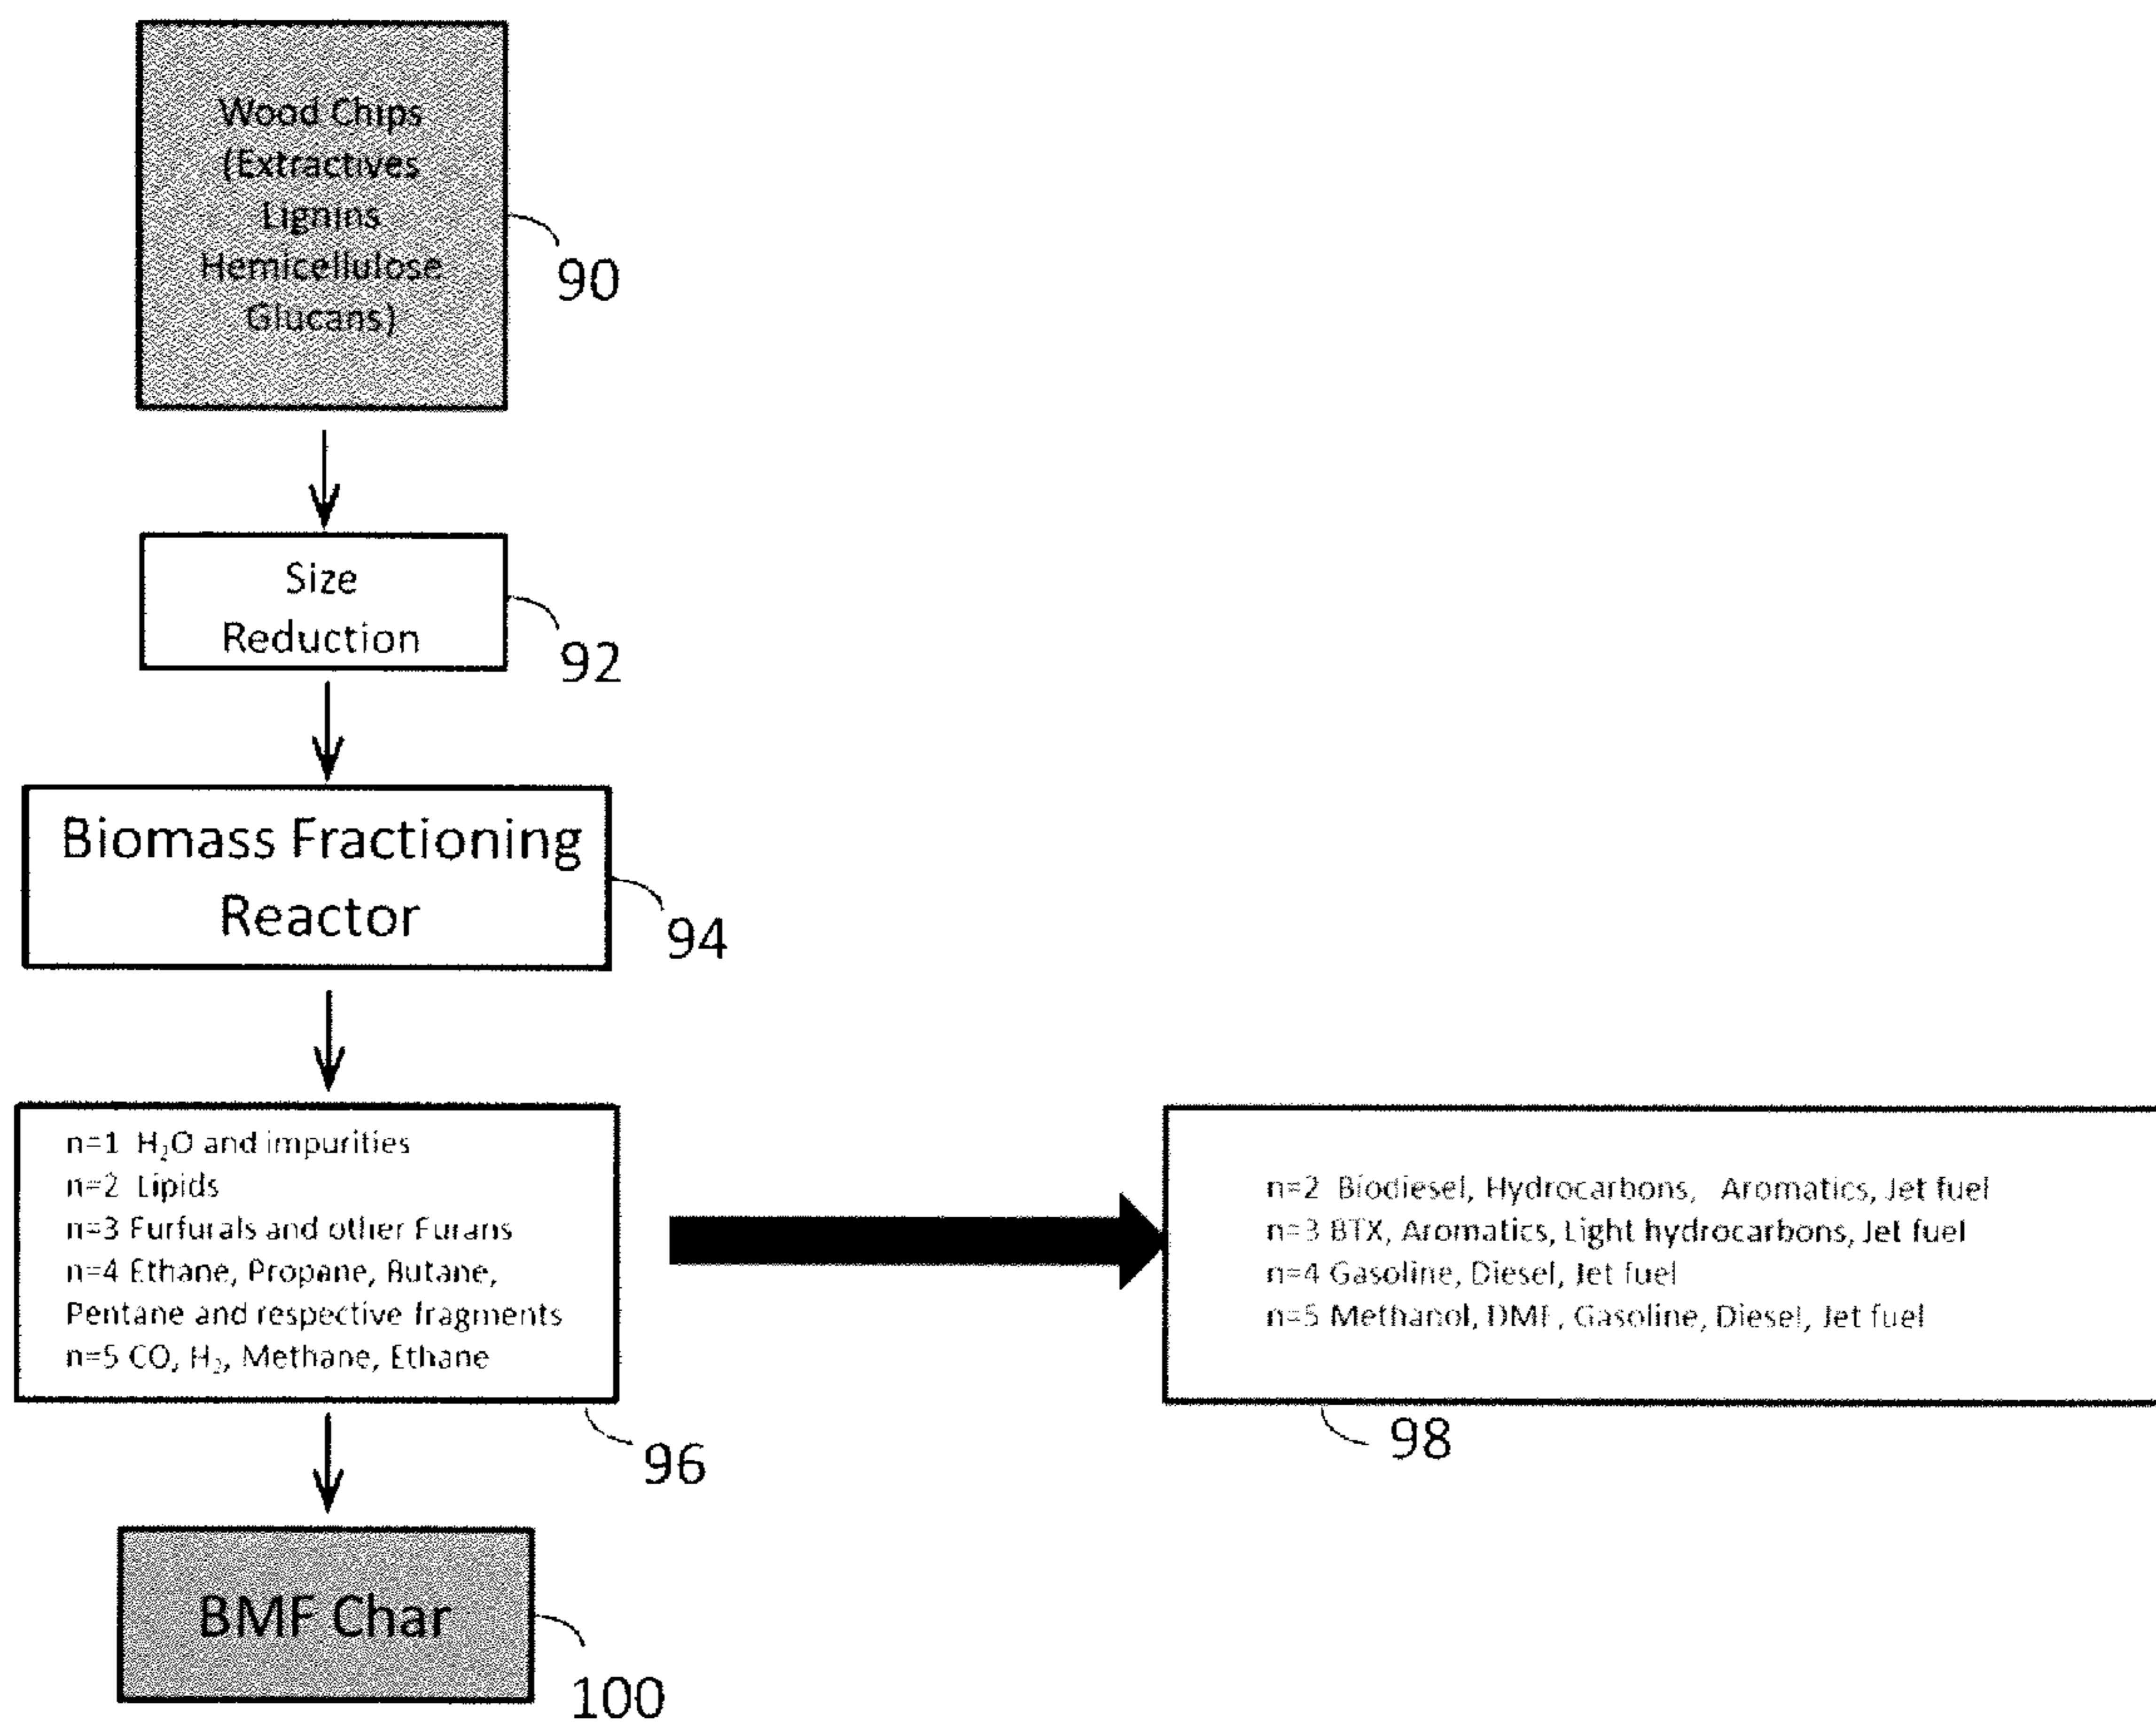 Wood Chips
(Extractives
Lignins
Hemicellulose
Glucans)
90
Size
Reduction
92
Biomass Fractioning
Reactor
94
n=1 H₂O and impurities
n=2 Lipids
n=3 Furfurals and other Furans
n=4 Ethane, Propane, Butane,
Pentane and respective fragments
n=5 CO, H₂, Methane, Ethane
96
n=2 Biodiesel, Hydrocarbons, Aromatics, Jet fuel
n=3 BTX, Aromatics, Light hydrocarbons, Jet fuel
n=4 Gasoline, Diesel, Jet fuel
n=5 Methanol, Gasoline, Diesel, Jet fuel
98
BMF Char
100